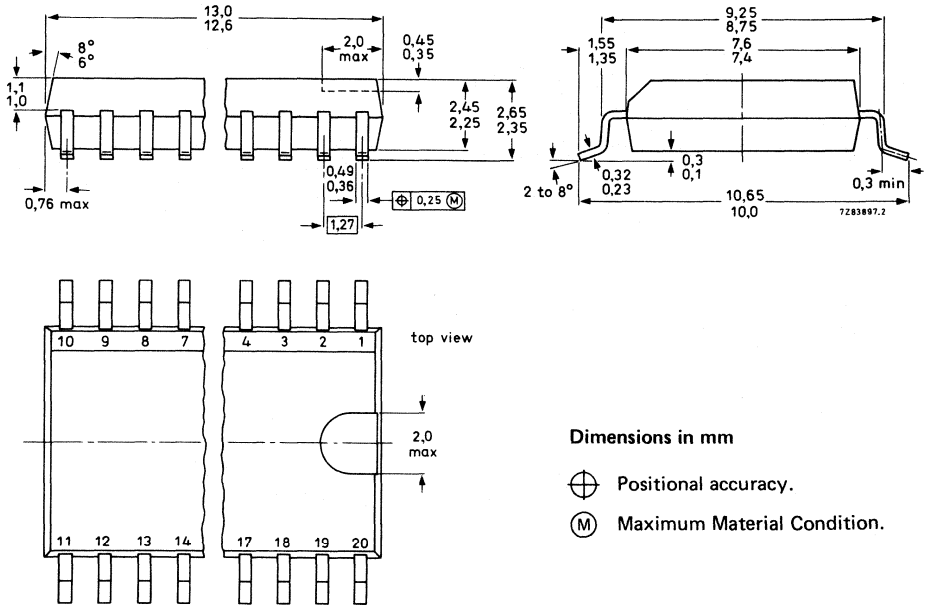 13,0
12,6
8°
6°
2,0
max
0,45
0,35
1,1
1,0
2,45
2,25
2,65
2,35
0,76 max
0,49
0,36
0,25 Ⓜ
1,27
9,25
8,75
1,55
1,35
7,6
7,4
2 to 8°
0,32
0,23
0,3
0,1
0,3 min
10,65
10,0
7Z83897.2
10 9 8 7 4 3 2 1
top view
2,0
max
11 12 13 14 17 18 19 20
Dimensions in mm
Positional accuracy.
Ⓜ Maximum Material Condition.